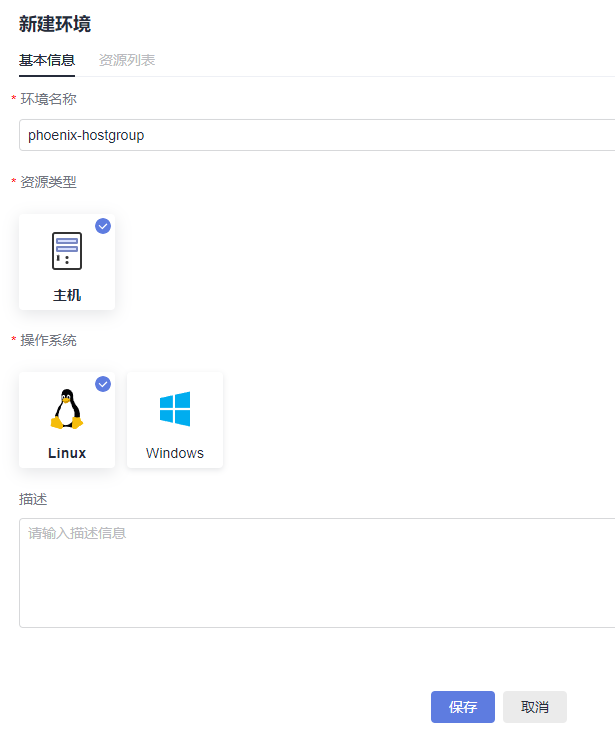 新建环境
基本信息 资源列表
* 环境名称
phoenix-hostgroup
* 资源类型
主机
* 操作系统
Linux Windows
描述
请输入描述信息
保存 取消